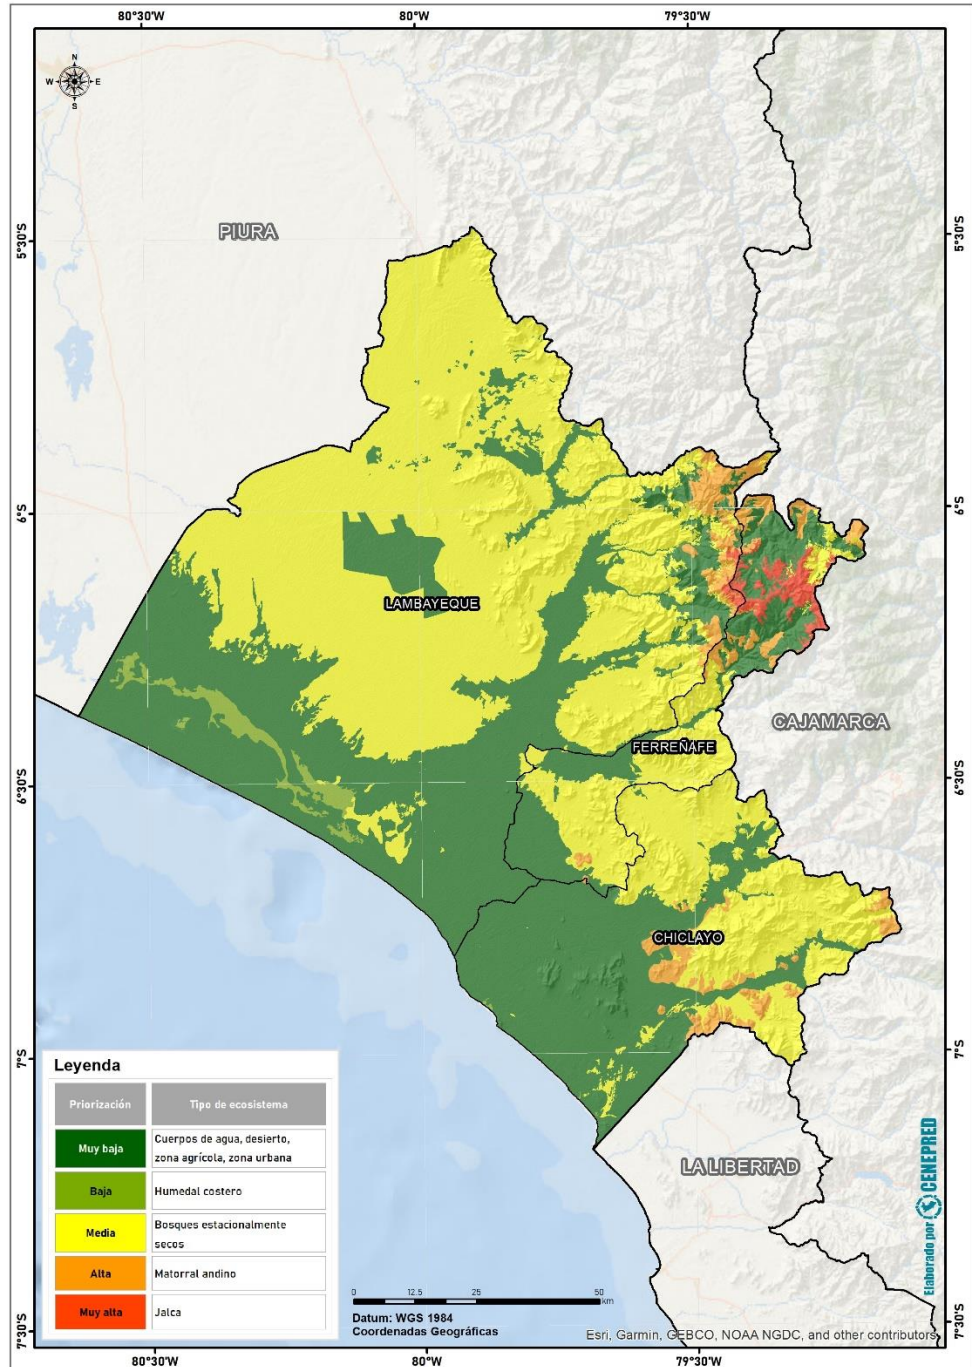 80°30'W 80°W 79°30'W
N
W E
S
PIURA
5°30'S 5°30'S
6°S 6°S
LAMBAYEQUE
CAJAMARCA
FERREÑAFE
6°30'S 6°30'S
CHICLAYO
7°S 7°S
Leyenda
Priorización Tipo de ecosistema
Muy baja Cuerpos de agua, desierto,
zona agrícola, zona urbana
Baja Humedal costero
Media Bosques estacionalmente
secos
Alta Matorral andino
Muy alta Jalca
LA LIBERTAD
Elaborado por CENEPRED
0 12,5 25 50
km
Datum: WGS 1984
Coordenadas Geográficas
Esri, Garmin, GEBCO, NOAA NGDC, and other contributors
7°30'S 7°30'S
80°30'W 80°W 79°30'W